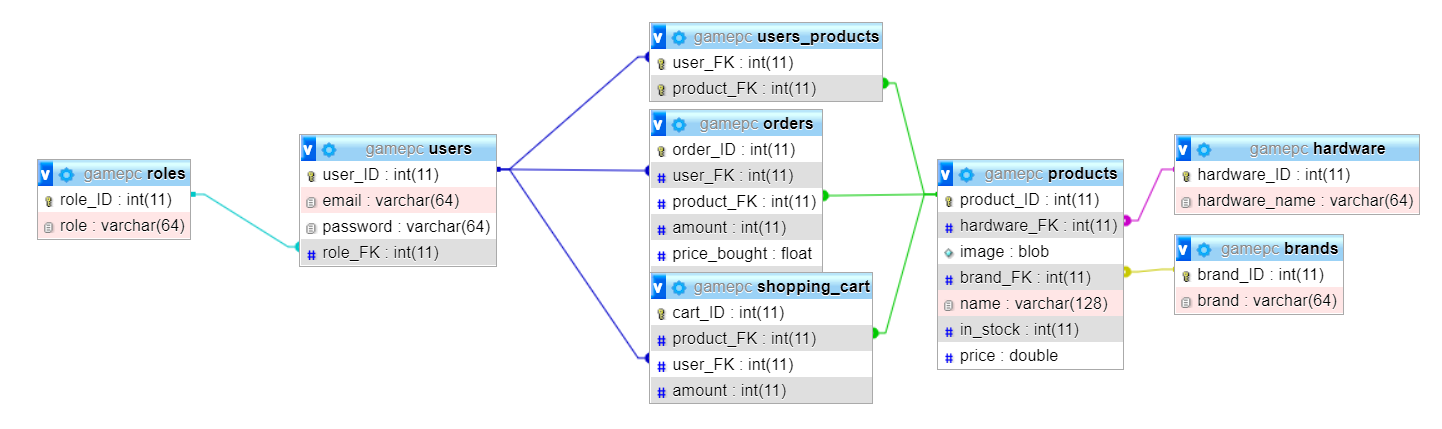 gamepc roles
role_ID : int(11)
role : varchar(64)
gamepc users
user_ID : int(11)
email : varchar(64)
password : varchar(64)
role_FK : int(11)
gamepc users_products
user_FK : int(11)
product_FK : int(11)
gamepc orders
order_ID : int(11)
user_FK : int(11)
product_FK : int(11)
amount : int(11)
price_bought : float
gamepc shopping_cart
cart_ID : int(11)
product_FK : int(11)
user_FK : int(11)
amount : int(11)
gamepc products
product_ID : int(11)
hardware_FK : int(11)
image : blob
brand_FK : int(11)
name : varchar(128)
in_stock : int(11)
price : double
gamepc hardware
hardware_ID : int(11)
hardware_name : varchar(64)
gamepc brands
brand_ID : int(11)
brand : varchar(64)